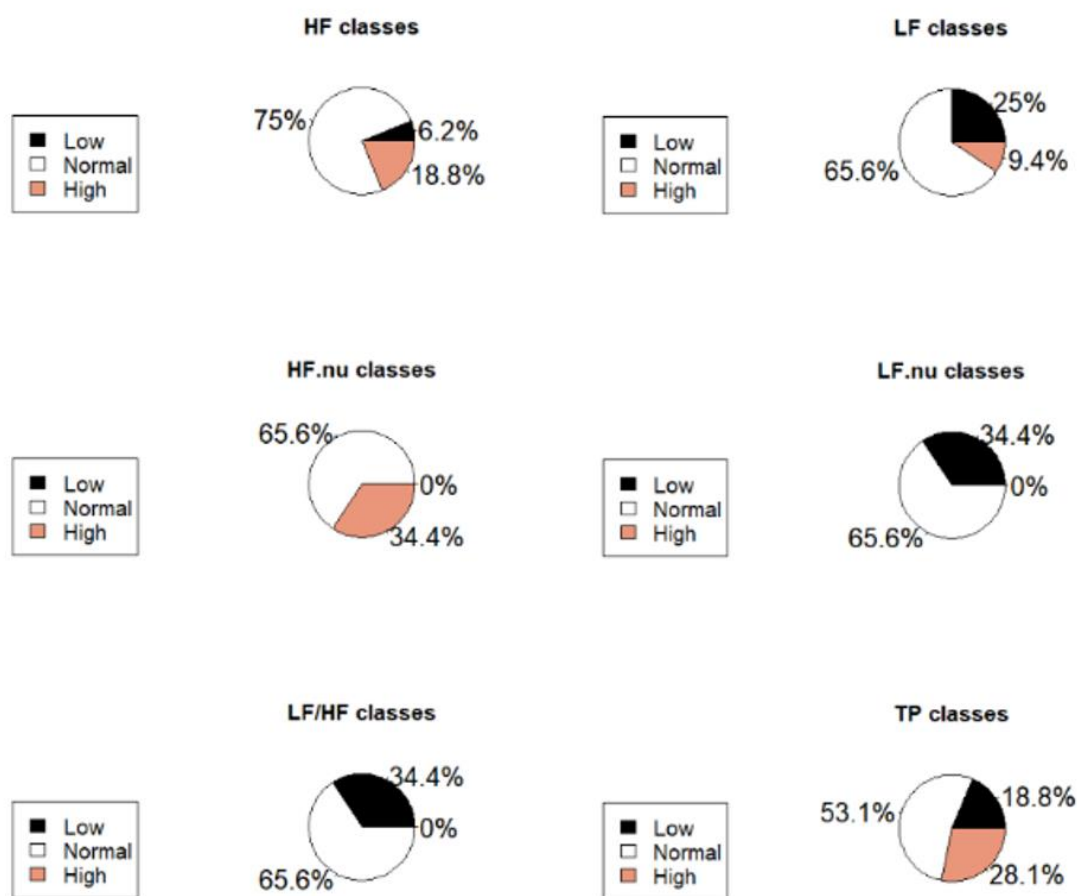 HF classes
75%
6.2%
18.8%
Low
Normal
High
LF classes
25%
9.4%
65.6%
Low
Normal
High
HF.nu classes
65.6%
0%
34.4%
Low
Normal
High
LF.nu classes
34.4%
0%
65.6%
Low
Normal
High
LF/HF classes
34.4%
0%
65.6%
Low
Normal
High
TP classes
53.1%
18.8%
28.1%
Low
Normal
High